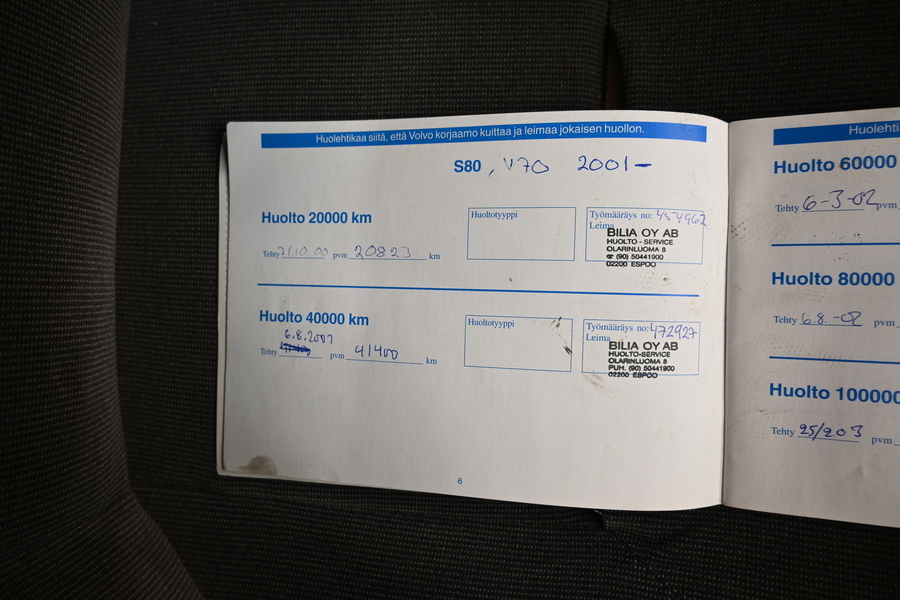 Huolehtikaa siitä, että Volvo korjaamo kuittaa ja leimaa jokaisen huollon.
S80, V70 2001-
Huolto 20000 km
Tehty 31.10.00 pvm 20823 km
Huoltotyyppi
Työmääräys no:
Leima
BILIA OY AB
HUOLTO - SERVICE
OLARINLUOMA 8
☎ (90) 50441900
02200 ESPOO
Huolto 40000 km
6.8.2001
Tehty pvm 41400 km
Huoltotyyppi
Työmääräys no: 472927
Leima
BILIA OY AB
HUOLTO-SERVICE
OLARINLUOMA 8
PUH. (90) 50441900
02200 ESPOO
6
Huolehti
Huolto 60000
Tehty 6-3-02 pvm
Huolto 80000
Tehty 6.8.-02 pvm
Huolto 100000
Tehty 25/203 pvm